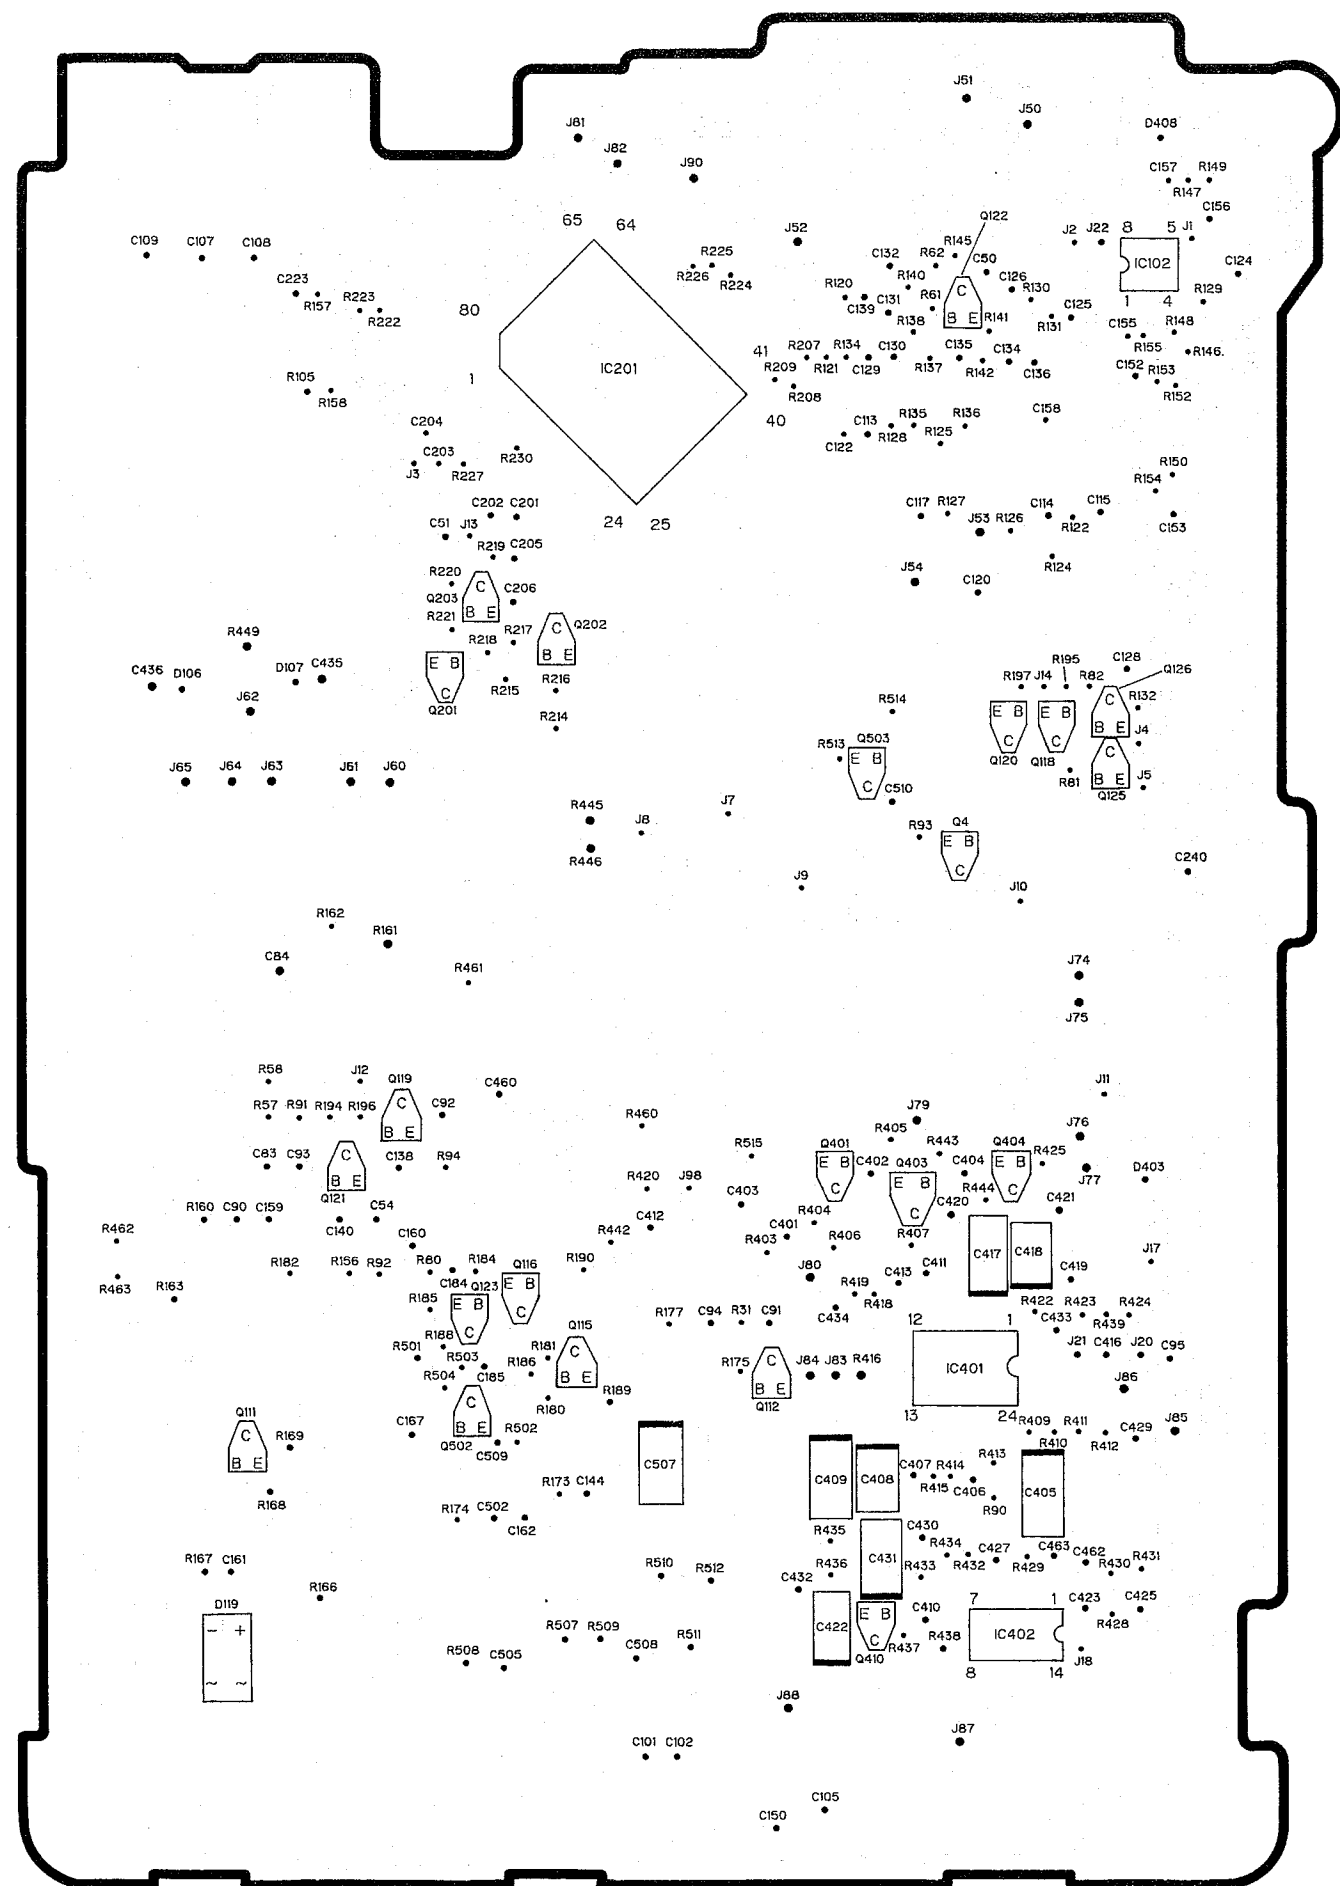 J51
J50
J81
D408
J82
J90
C157
R149
R147
C156
65
64
J52
Q122
J2
J22
8
5
J1
C109
C107
C108
R225
R226
R224
C132
R62
R145
C50
IC102
C124
C223
R157
R223
R222
R120
R140
C126
R130
C139
C131
R61
C
B E
R141
R138
R131
C125
1
4
R129
80
C155
R155
R148
R146.
41
R207
R134
C130
C135
C134
IC201
R121
C129
R137
R142
C136
1
R209
R208
C152
R153
R152
R105
R158
40
C204
C113
R135
R136
C158
C122
R128
R125
J3
C203
R227
R230
R154
R150
C202
C201
24
25
C117
R127
C114
C115
C51
J13
J53
R126
R122
C153
R219
C205
R124
R220
C
B E
Q203
C206
J54
C120
R221
R217
C
B E
Q202
R449
R218
C436
D106
D107
C435
E B
C
Q201
R215
R216
J62
R214
R195
C128
Q126
R197
J14
R82
R132
R514
E B
C
Q120
E B
C
Q118
C
B E
J4
R513
Q503
E B
C
R81
C
B E
Q125
J5
J65
J64
J63
J61
J60
C510
R445
J8
J7
R93
Q4
E B
C
R446
C240
J9
J10
R162
R161
C84
R461
J74
J75
R58
J12
Q119
C
B E
C460
J11
R57
R91
R194
R196
C92
R460
J79
J76
R405
C83
C93
C
B E
Q121
C138
R94
R515
Q401
E B
C
C402
Q403
E B
C
R443
C404
Q404
E B
C
R425
J77
D403
R420
J98
C403
R444
C420
C421
R160
C90
C159
C140
C54
C412
R404
C401
R462
C160
R442
R403
R406
R407
C417
C418
R463
R163
R182
R156
R92
R80
R184
C184
Q123
E B
C
Q116
E B
C
R190
J80
C413
C411
C419
J17
R185
R419
R418
C434
R422
R423
R424
C433
R439
R177
C94
R31
C91
12
1
R188
Q115
C
B E
IC401
J21
C416
J20
C95
R501
R503
C185
R181
R186
R175
C
B E
Q112
J84
J83
R416
J86
R504
R180
R189
13
24
Q111
C
B E
R169
C167
C
B E
Q502
C509
R502
R409
R411
C429
J85
R410
R412
C507
C409
C408
C407
R414
R413
C405
R168
R173
C144
R415
C406
R90
R174
C502
C162
R435
C430
C431
R434
C427
C463
C462
R431
R432
R429
R430
R433
R167
C161
R510
R512
C432
R436
D119
- +
~ ~
R166
C422
E B
C
Q410
C410
7
1
C423
C425
IC402
R428
R507
R509
R511
R437
R438
R508
C505
C508
8
14
J18
J88
J87
C101
C102
C105
C150